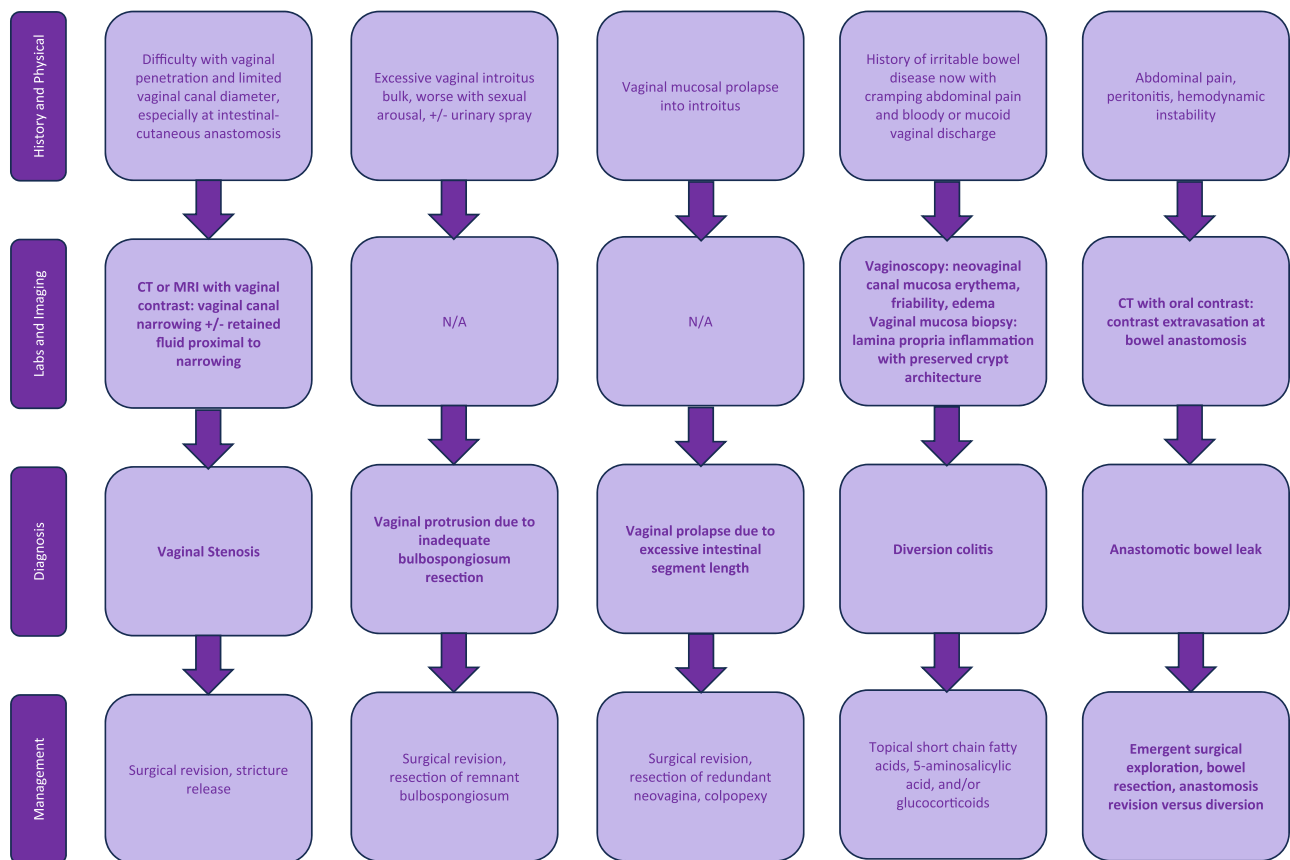 History and Physical
Difficulty with vaginal
penetration and limited
vaginal canal diameter,
especially at intestinal-
cutaneous anastomosis
Excessive vaginal introitus
bulk, worse with sexual
arousal, +/- urinary spray
Vaginal mucosal prolapse
into introitus
History of irritable bowel
disease now with
cramping abdominal pain
and bloody or mucoid
vaginal discharge
Abdominal pain,
peritonitis, hemodynamic
instability
Labs and Imaging
CT or MRI with vaginal
contrast: vaginal canal
narrowing +/- retained
fluid proximal to
narrowing
N/A
N/A
Vaginoscopy: neovaginal
canal mucosa erythema,
friability, edema
Vaginal mucosa biopsy:
lamina propria inflammation
with preserved crypt
architecture
CT with oral contrast:
contrast extravasation at
bowel anastomosis
Diagnosis
Vaginal Stenosis
Vaginal protrusion due to
inadequate
bulbospongiosum
resection
Vaginal prolapse due to
excessive intestinal
segment length
Diversion colitis
Anastomotic bowel leak
Management
Surgical revision, stricture
release
Surgical revision,
resection of remnant
bulbospongiosum
Surgical revision,
resection of redundant
neovagina, colpopexy
Topical short chain fatty
acids, 5-aminosalicylic
acid, and/or
glucocorticoids
Emergent surgical
exploration, bowel
resection, anastomosis
revision versus diversion